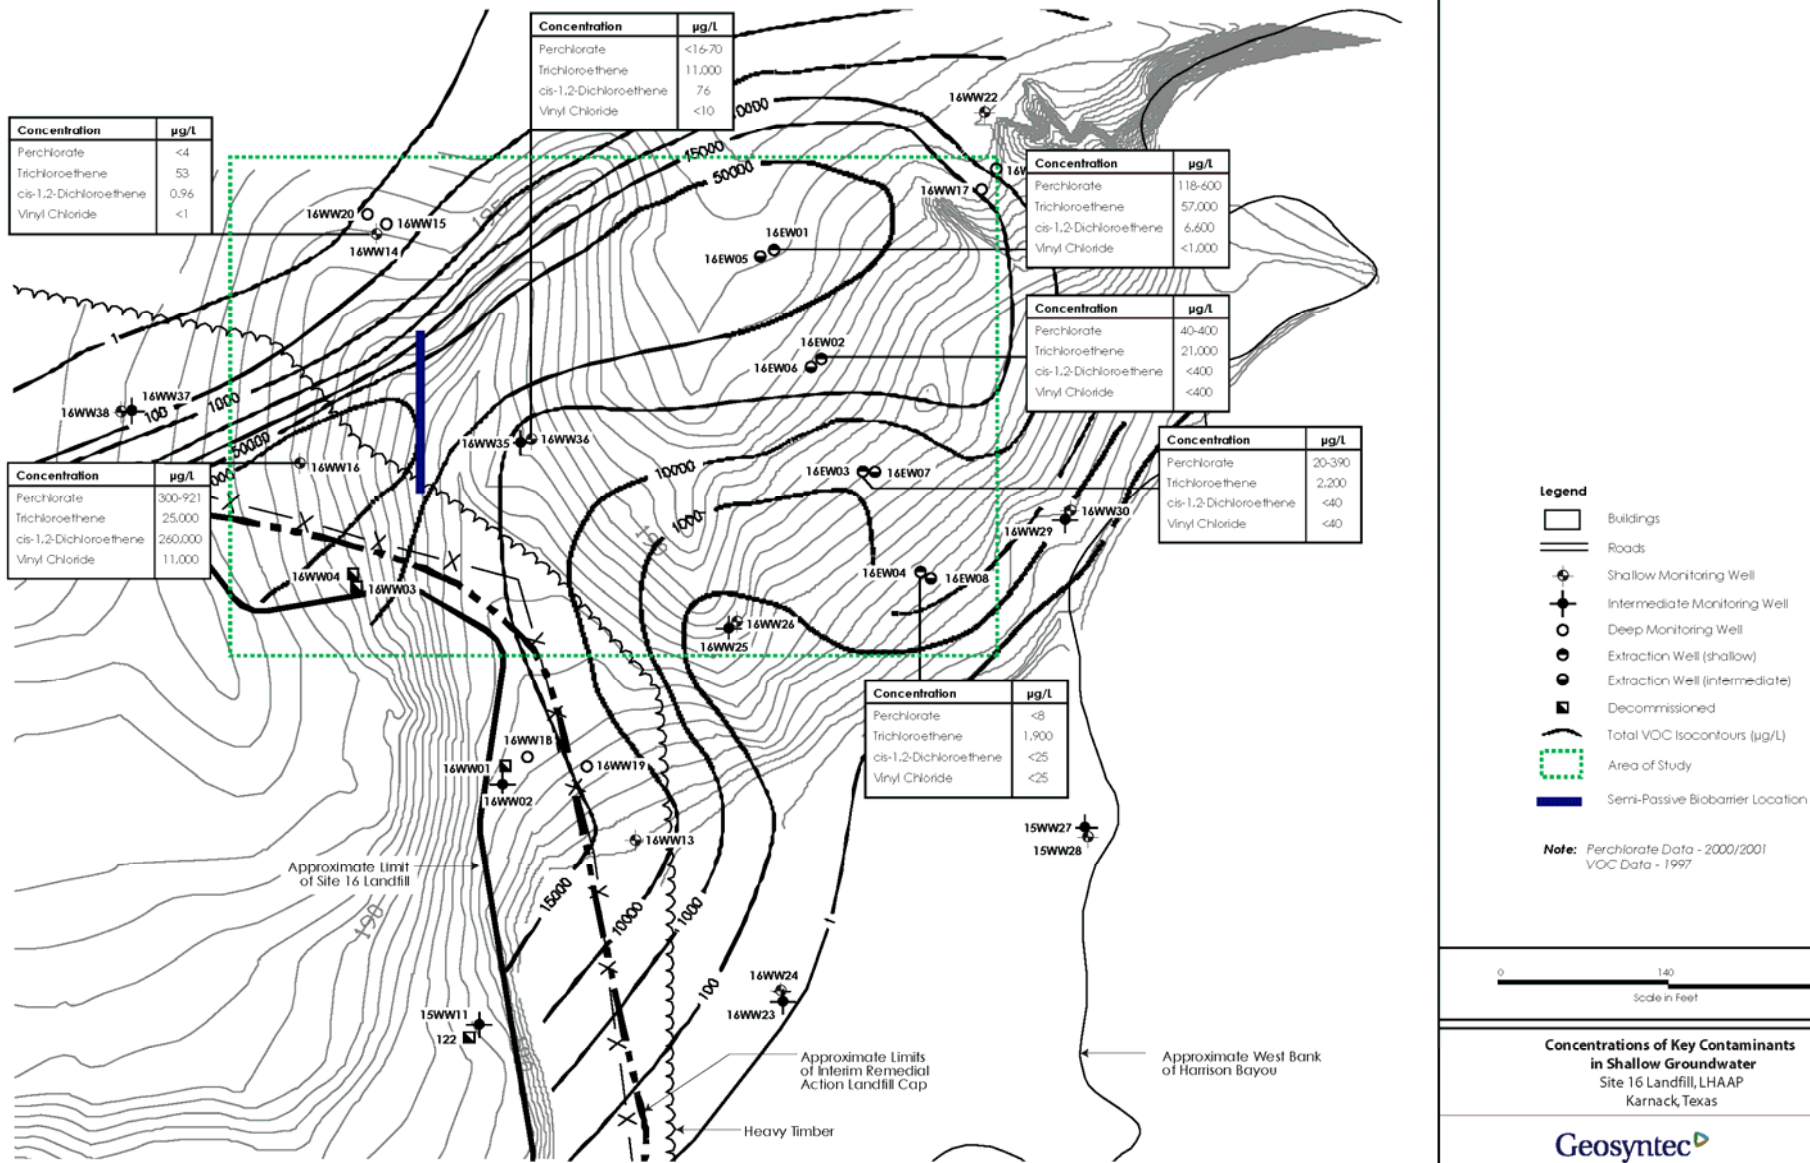 Concentration µg/L
Perchlorate <16-70
Trichloroethene 11,000
cis-1,2-Dichloroethene 76
Vinyl Chloride <10
Concentration µg/L
Perchlorate <4
Trichloroethene 53
cis-1,2-Dichloroethene 0.96
Vinyl Chloride <1
16WW22
15000
50000
195
16WW17
Concentration µg/L
Perchlorate 118-600
Trichloroethene 57,000
cis-1,2-Dichloroethene 6,600
Vinyl Chloride <1,000
16WW20
16WW15
16WW14
16EW01
16EW05
Concentration µg/L
Perchlorate 40-400
Trichloroethene 21,000
cis-1,2-Dichloroethene <400
Vinyl Chloride <400
1
16EW02
16EW06
16WW37
16WW38
100
1000
50000
16WW35
16WW36
16WW16
10000
16EW03
16EW07
Concentration µg/L
Perchlorate 20-390
Trichloroethene 2,200
cis-1,2-Dichloroethene <40
Vinyl Chloride <40
Concentration µg/L
Perchlorate 300-921
Trichloroethene 25,000
cis-1,2-Dichloroethene 260,000
Vinyl Chloride 11,000
1000
16WW30
16WW29
16WW04
16WW03
16EW04
16EW08
16WW26
16WW25
Concentration µg/L
Perchlorate <8
Trichloroethene 1,900
cis-1,2-Dichloroethene <25
Vinyl Chloride <25
16WW1B
16WW01
16WW19
16WW02
16WW13
15WW27
15WW28
Approximate Limit
of Site 16 Landfill
190
15000
10000
1000
1
100
16WW24
16WW23
15WW11
122
Approximate Limits
of Interim Remedial
Action Landfill Cap
Approximate West Bank
of Harrison Bayou
Heavy Timber
Legend
Buildings
Roads
Shallow Monitoring Well
Intermediate Monitoring Well
Deep Monitoring Well
Extraction Well (shallow)
Extraction Well (intermediate)
Decommissioned
Total VOC Isocontours (µg/L)
Area of Study
Semi-Passive Biobarrier Location
Note: Perchlorate Data - 2000/2001
VOC Data - 1997
0 140
Scale in Feet
Concentrations of Key Contaminants
in Shallow Groundwater
Site 16 Landfill, LHAAP
Karnack, Texas
Geosyntec